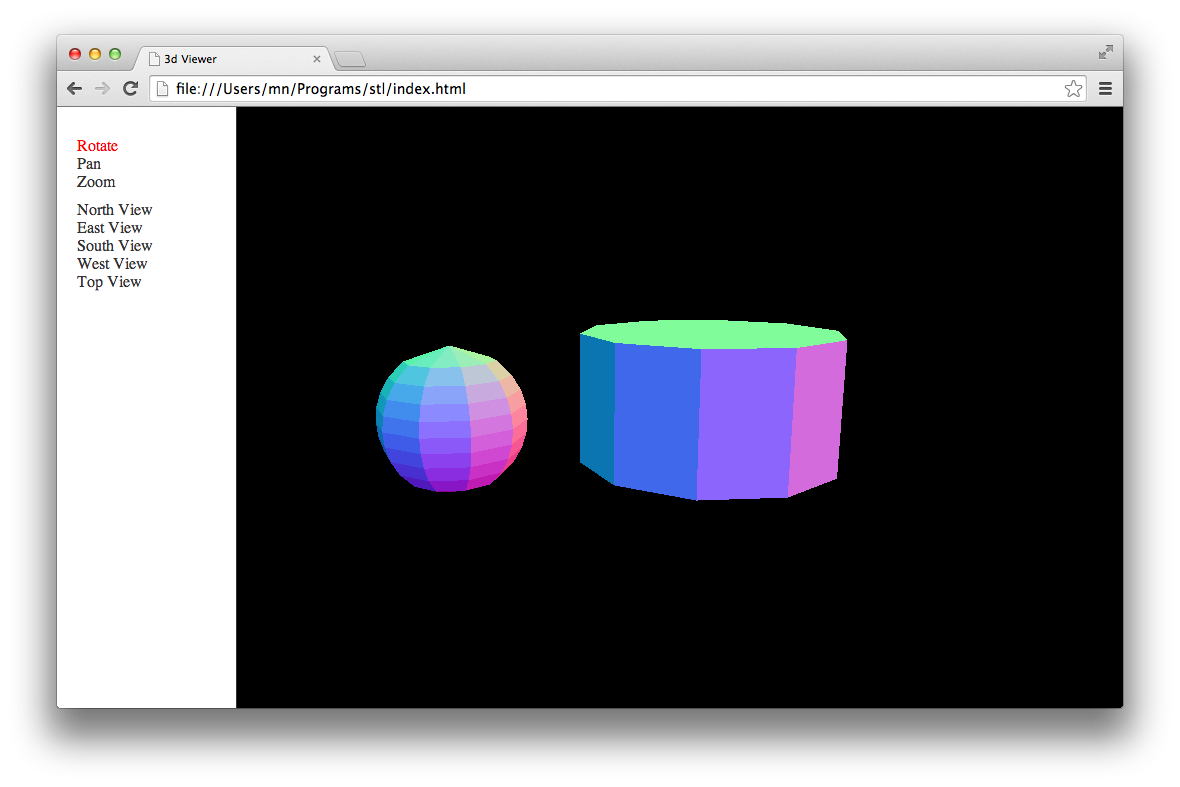 3d Viewer
file:///Users/mn/Programs/stl/index.html
Rotate
Pan
Zoom
North View
East View
South View
West View
Top View